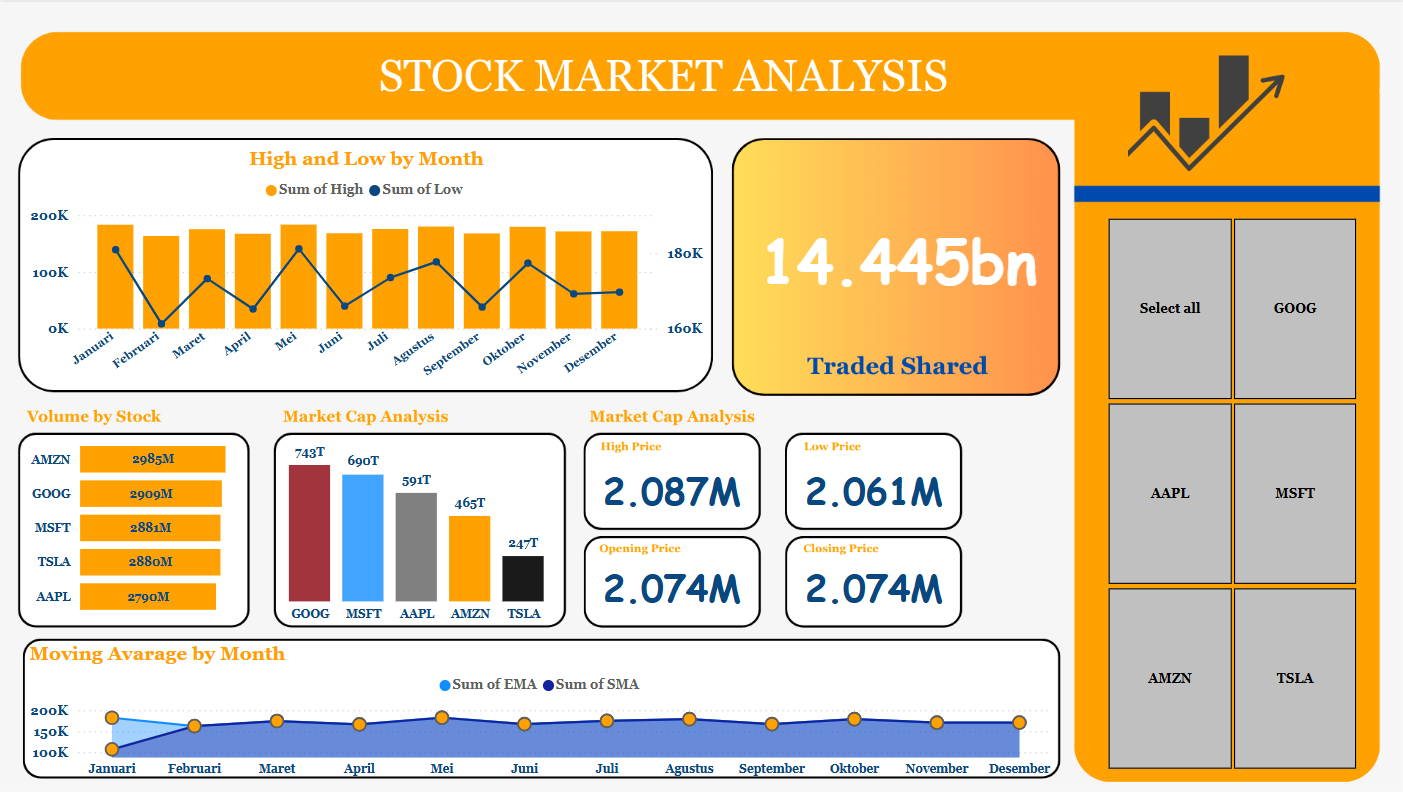 STOCK MARKET ANALYSIS
High and Low by Month
Sum of High Sum of Low
200K
100K
0K
180K
160K
Januari Februari Maret April Mei Juni Juli Agustus September Oktober November Desember
14.445bn
Traded Shared
Select all GOOG
AAPL MSFT
AMZN TSLA
Volume by Stock
AMZN 2985M
GOOG 2909M
MSFT 2881M
TSLA 2880M
AAPL 2790M
Market Cap Analysis
743T 690T 591T 465T 247T
GOOG MSFT AAPL AMZN TSLA
Market Cap Analysis
High Price
2.087M
Low Price
2.061M
Opening Price
2.074M
Closing Price
2.074M
Moving Avarage by Month
Sum of EMA Sum of SMA
200K
150K
100K
Januari Februari Maret April Mei Juni Juli Agustus September Oktober November Desember